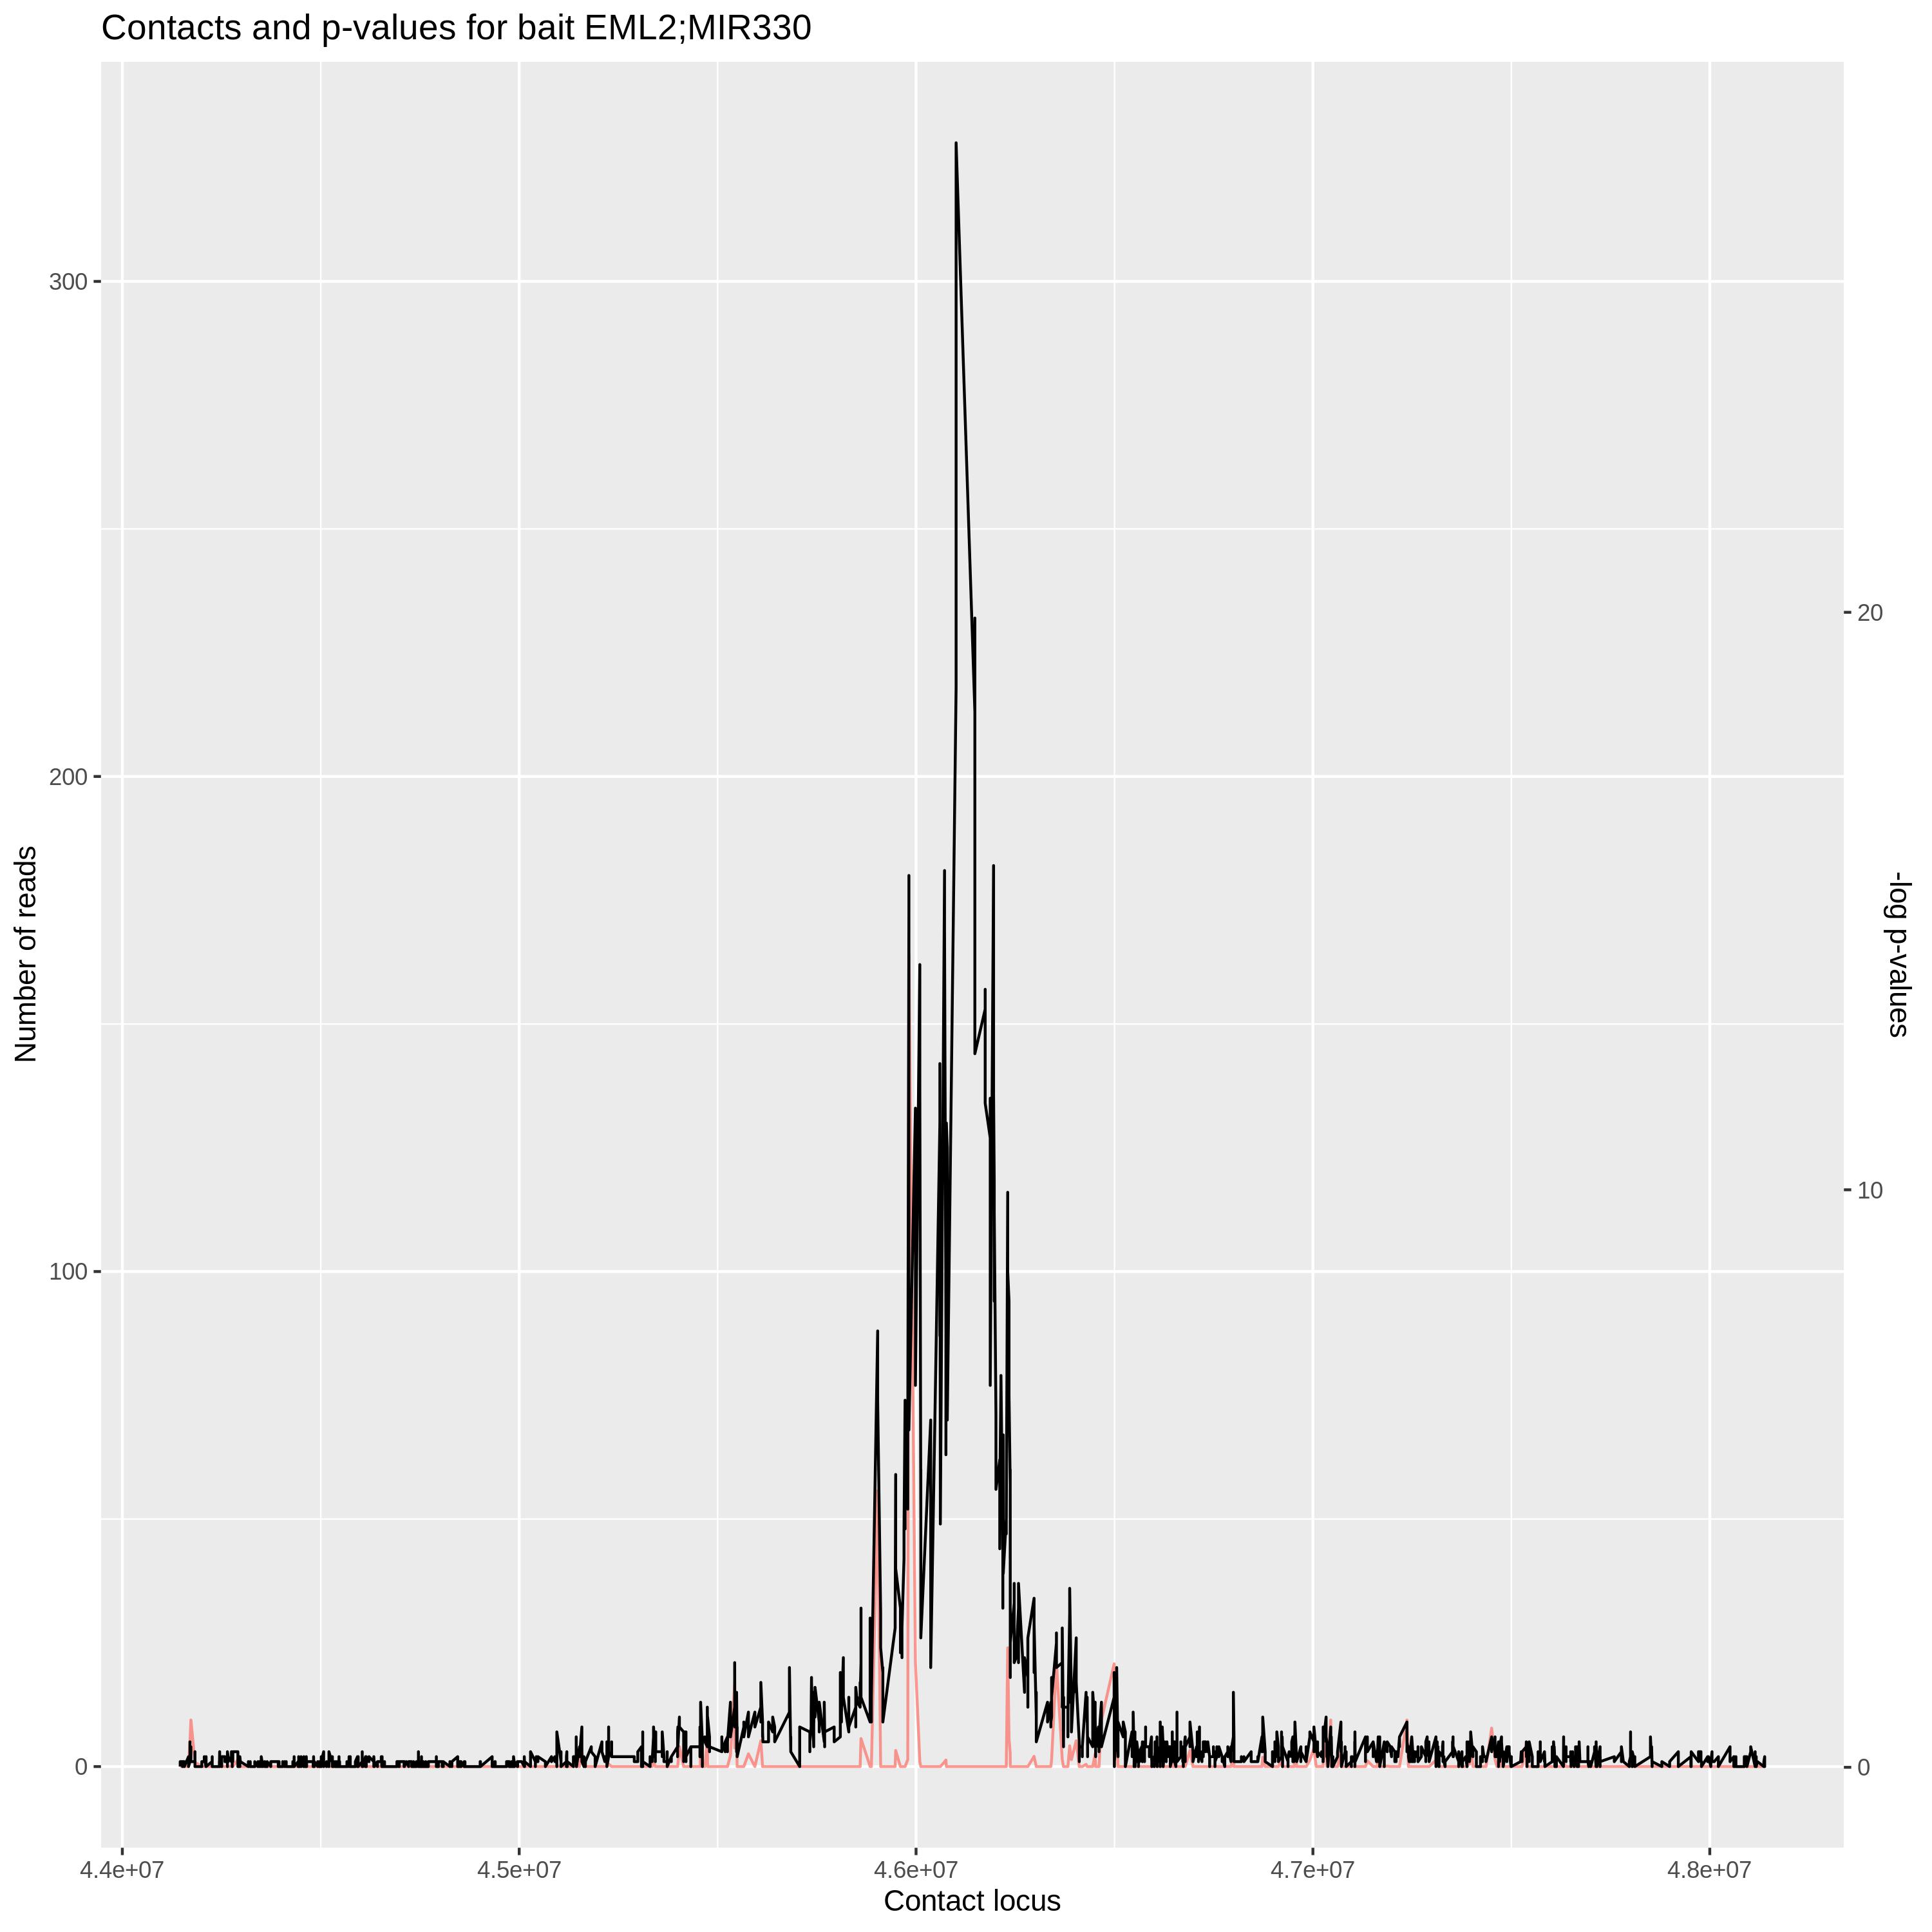 Contacts and p-values for bait EML2;MIR330
300
200
100
0
Number of reads
20
10
0
-log p-values
4.4e+07
4.5e+07
4.6e+07
4.7e+07
4.8e+07
Contact locus